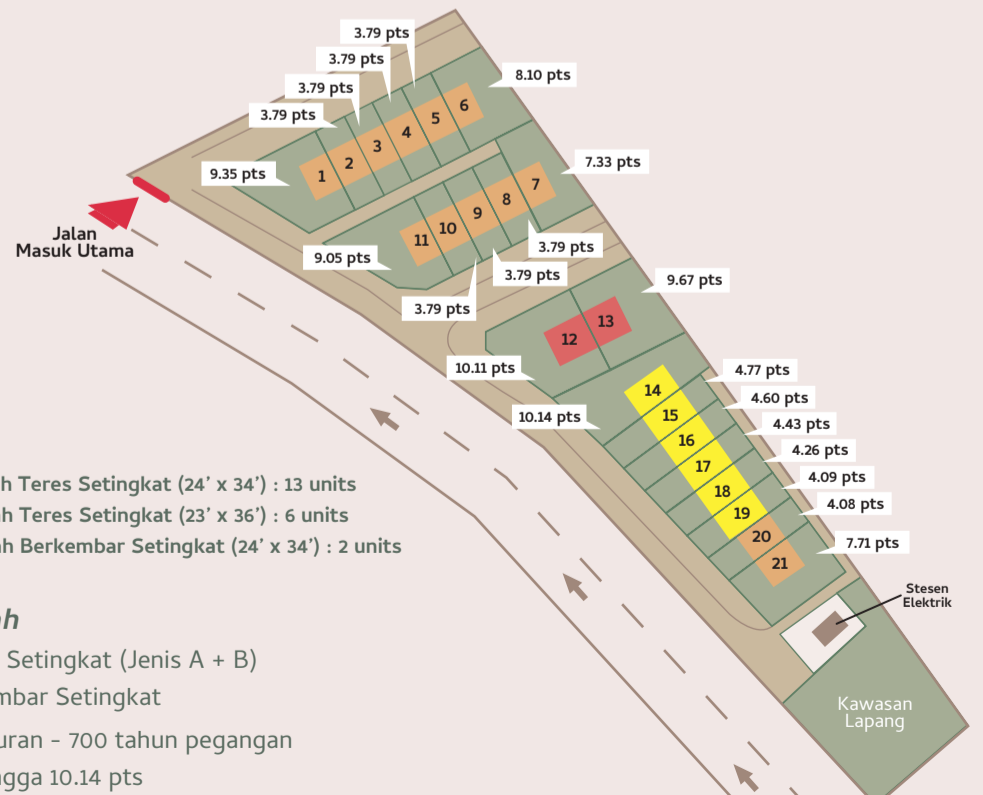 3.79 pts
3.79 pts
3.79 pts
3.79 pts
8.10 pts
9.35 pts
1
2
3
4
5
6
7.33 pts
7
8
9
10
11
9.05 pts
3.79 pts
3.79 pts
3.79 pts
Jalan
Masuk Utama
9.67 pts
12
13
10.11 pts
10.14 pts
14
15
16
17
18
19
20
21
4.77 pts
4.60 pts
4.43 pts
4.26 pts
4.09 pts
4.08 pts
7.71 pts
h Teres Setingkat (24’ x 34’) : 13 units
ah Teres Setingkat (23’ x 36’) : 6 units
ah Berkembar Setingkat (24’ x 34’) : 2 units
Stesen
Elektrik
Kawasan
Lapang
ah
Setingkat (Jenis A + B)
mbar Setingkat
uran - 700 tahun pegangan
ngga 10.14 pts